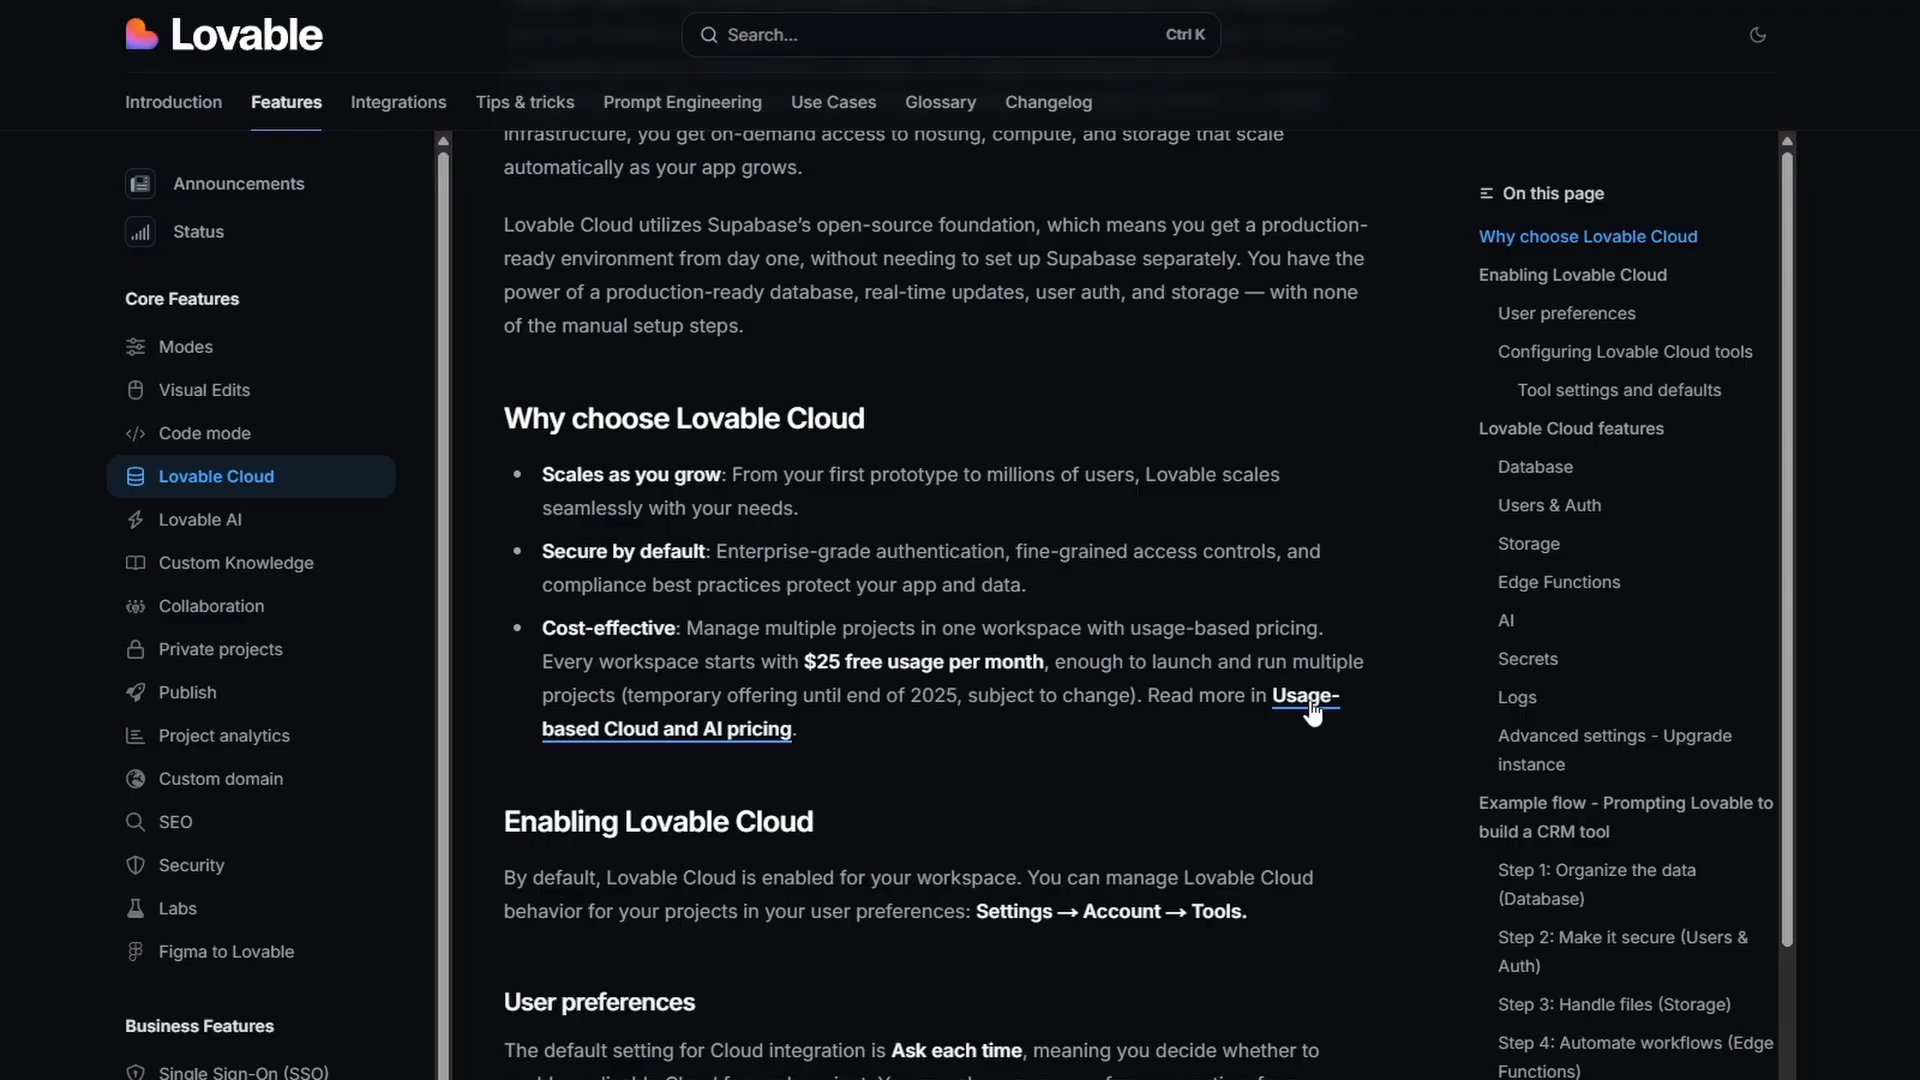 Lovable
Search...
Ctrl K
Introduction
Features
Integrations
Tips & tricks
Prompt Engineering
Use Cases
Glossary
Changelog
Announcements
Status
Core Features
Modes
Visual Edits
Code mode
Lovable Cloud
Lovable AI
Custom Knowledge
Collaboration
Private projects
Publish
Project analytics
Custom domain
SEO
Security
Labs
Figma to Lovable
Business Features
Single Sign-On (SSO)
infrastructure, you get on-demand access to hosting, compute, and storage that scale
automatically as your app grows.
Lovable Cloud utilizes Supabase’s open-source foundation, which means you get a production-
ready environment from day one, without needing to set up Supabase separately. You have the
power of a production-ready database, real-time updates, user auth, and storage — with none
of the manual setup steps.
Why choose Lovable Cloud
• Scales as you grow: From your first prototype to millions of users, Lovable scales
seamlessly with your needs.
• Secure by default: Enterprise-grade authentication, fine-grained access controls, and
compliance best practices protect your app and data.
• Cost-effective: Manage multiple projects in one workspace with usage-based pricing.
Every workspace starts with $25 free usage per month, enough to launch and run multiple
projects (temporary offering until end of 2025, subject to change). Read more in Usage-
based Cloud and AI pricing.
Enabling Lovable Cloud
By default, Lovable Cloud is enabled for your workspace. You can manage Lovable Cloud
behavior for your projects in your user preferences: Settings → Account → Tools.
User preferences
The default setting for Cloud integration is Ask each time, meaning you decide whether to
On this page
Why choose Lovable Cloud
Enabling Lovable Cloud
User preferences
Configuring Lovable Cloud tools
Tool settings and defaults
Lovable Cloud features
Database
Users & Auth
Storage
Edge Functions
AI
Secrets
Logs
Advanced settings - Upgrade
instance
Example flow - Prompting Lovable to
build a CRM tool
Step 1: Organize the data
(Database)
Step 2: Make it secure (Users &
Auth)
Step 3: Handle files (Storage)
Step 4: Automate workflows (Edge
Functions)